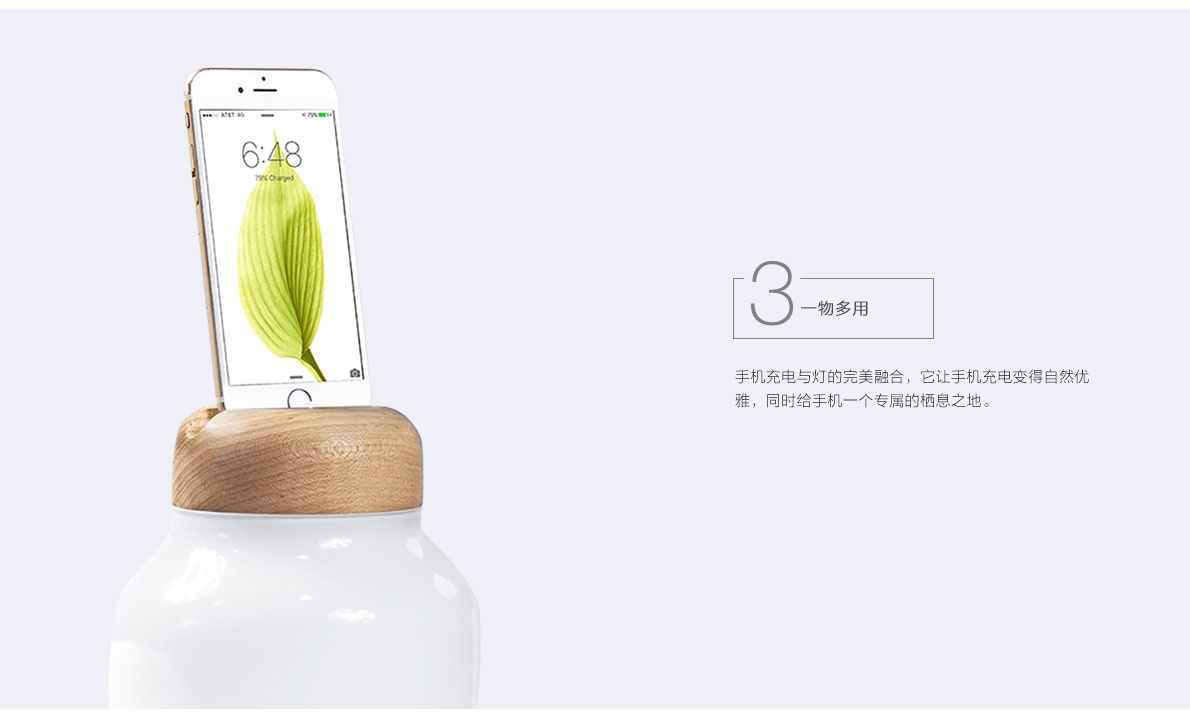 AT&T 4G 79%
6:48
79% Charged
3 一物多用
手机充电与灯的完美融合，它让手机充电变得自然优
雅，同时给手机一个专属的栖息之地。